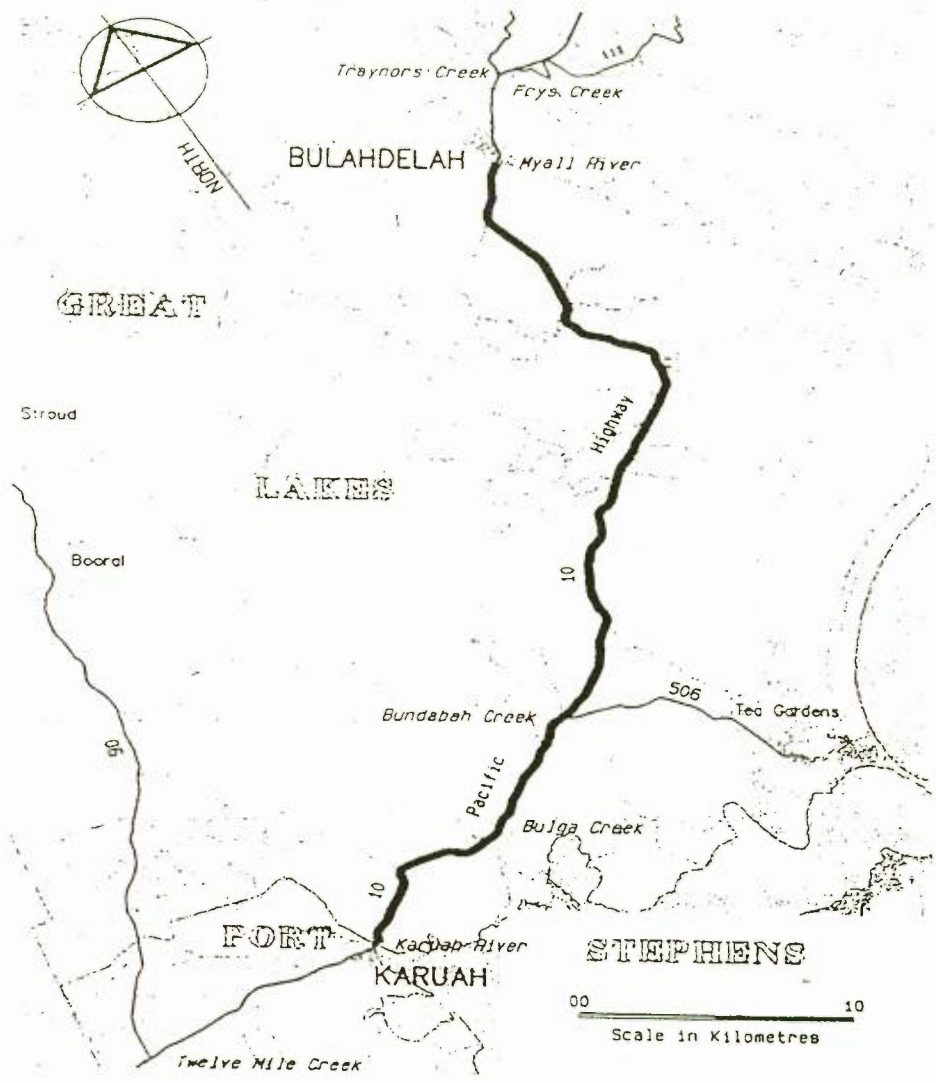 111
Traynors Creek
Frys Creek
NORTH
BULAHDELAH
Myall River
GREAT
Stroud
Highway
LAKES
Booral
10
506
Tea Gardens
Bundabah Creek
90
Pacific
Bulga Creek
10
PORT
Karuah River
STEPHENS
KARUAH
00 10
Scale in Kilometres
Twelve Mile Creek